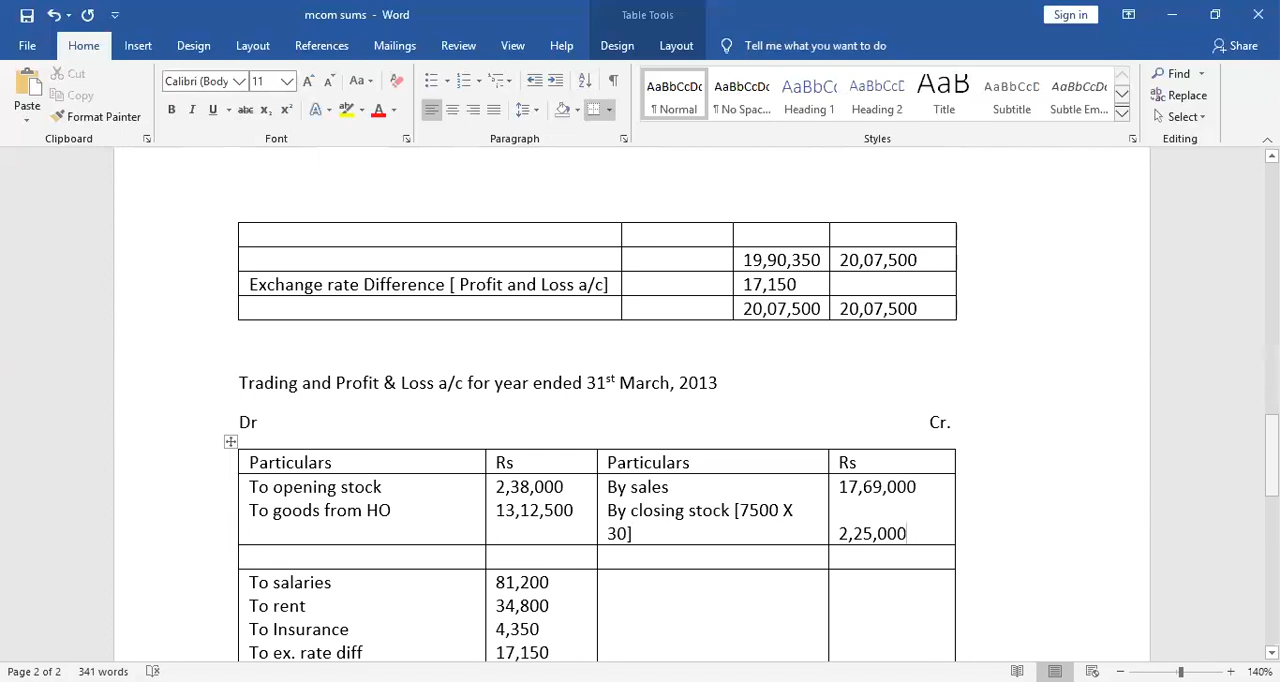 mcom sums - Word
Table Tools
Sign in
File Home Insert Design Layout References Mailings Review View Help Design Layout Tell me what you want to do Share
Paste
Cut
Copy
Format Painter
Clipboard
Calibri (Body 11
Aa
B I U abc x₂ x² A ab A
Font
Paragraph
AaBbCcDc AaBbCcDc AaBbCc AaBbCcD AaB AaBbCcD AaBbCcDc
¶ Normal ¶ No Spac... Heading 1 Heading 2 Title Subtitle Subtle Em...
Styles
Find
Replace
Select
Editing
19,90,350 20,07,500
Exchange rate Difference [ Profit and Loss a/c] 17,150
20,07,500 20,07,500
Trading and Profit & Loss a/c for year ended 31st March, 2013
Dr Cr.
Particulars Rs Particulars Rs
To opening stock 2,38,000 By sales 17,69,000
To goods from HO 13,12,500 By closing stock [7500 X
30] 2,25,000
To salaries 81,200
To rent 34,800
To Insurance 4,350
To ex. rate diff 17,150
Page 2 of 2 341 words 140%